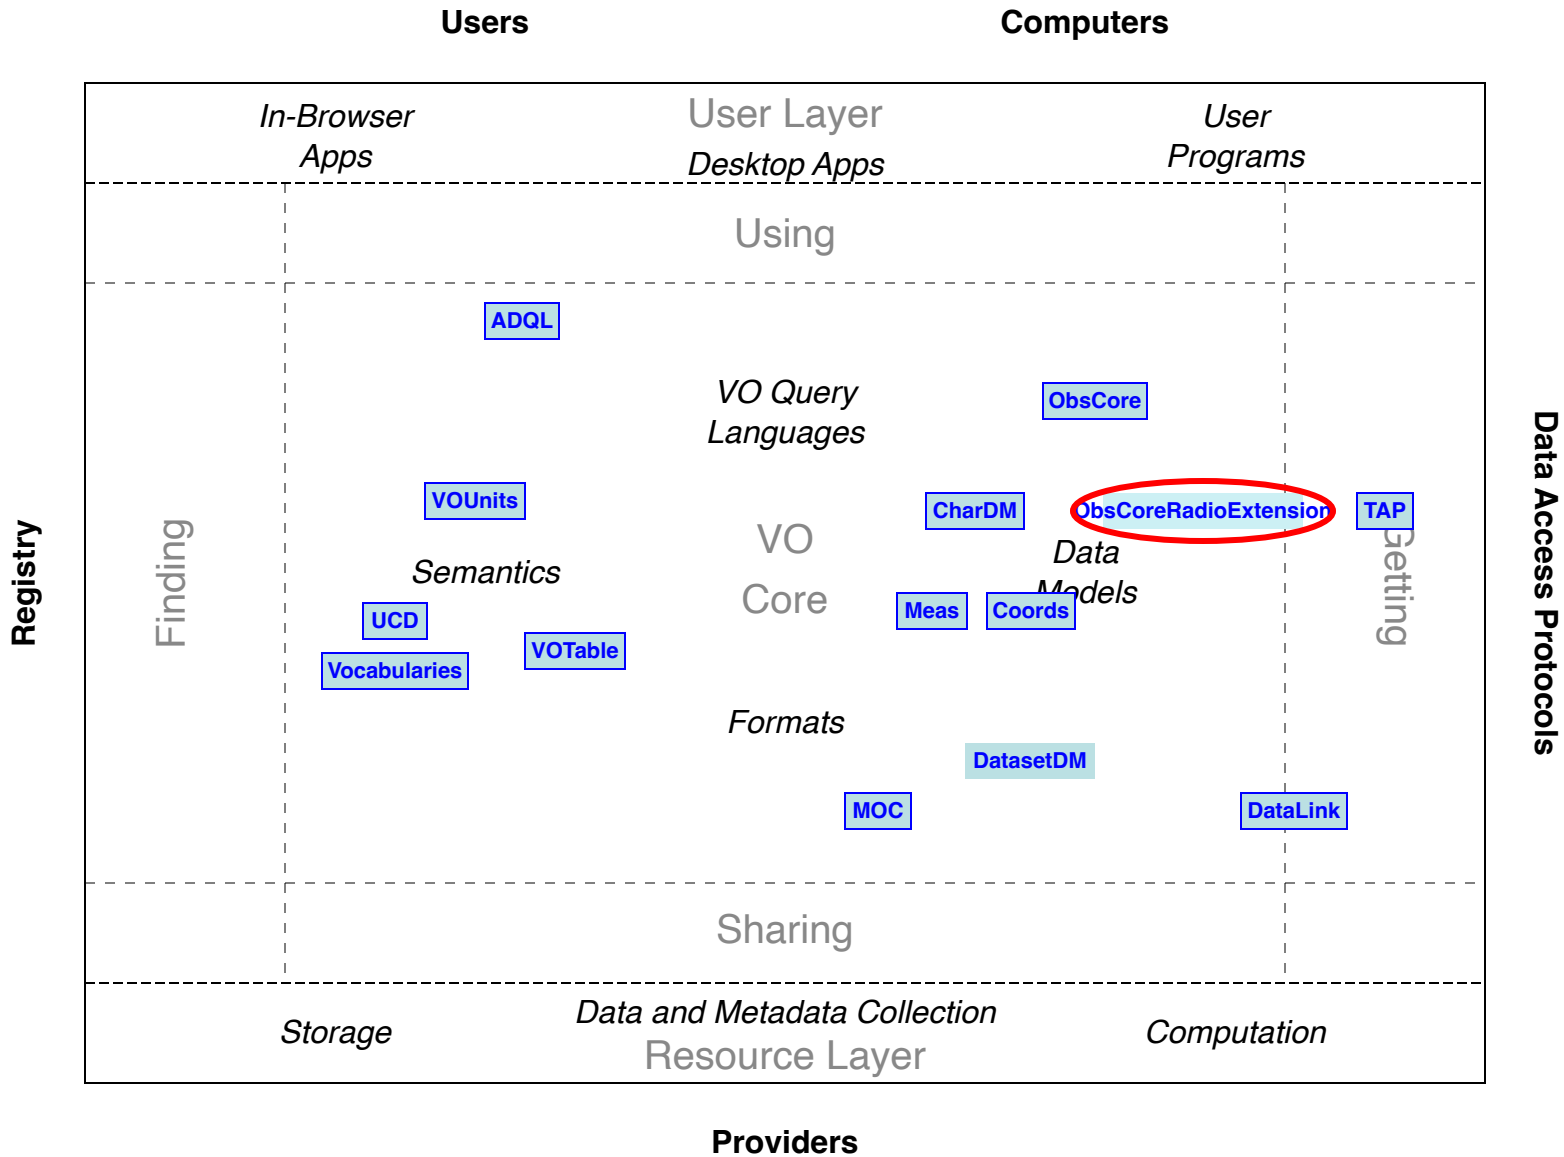 Users
Computers
In-Browser
Apps
User Layer
Desktop Apps
User
Programs
Using
ADQL
VO Query
Languages
ObsCore
VOUnits
CharDM
ObsCoreRadioExtension
TAP
Registry
Finding
Semantics
VO
Core
Data
Models
Getting
Data Access Protocols
UCD
VOTable
Vocabularies
Meas
Coords
Formats
DatasetDM
MOC
DataLink
Sharing
Storage
Data and Metadata Collection
Computation
Resource Layer
Providers